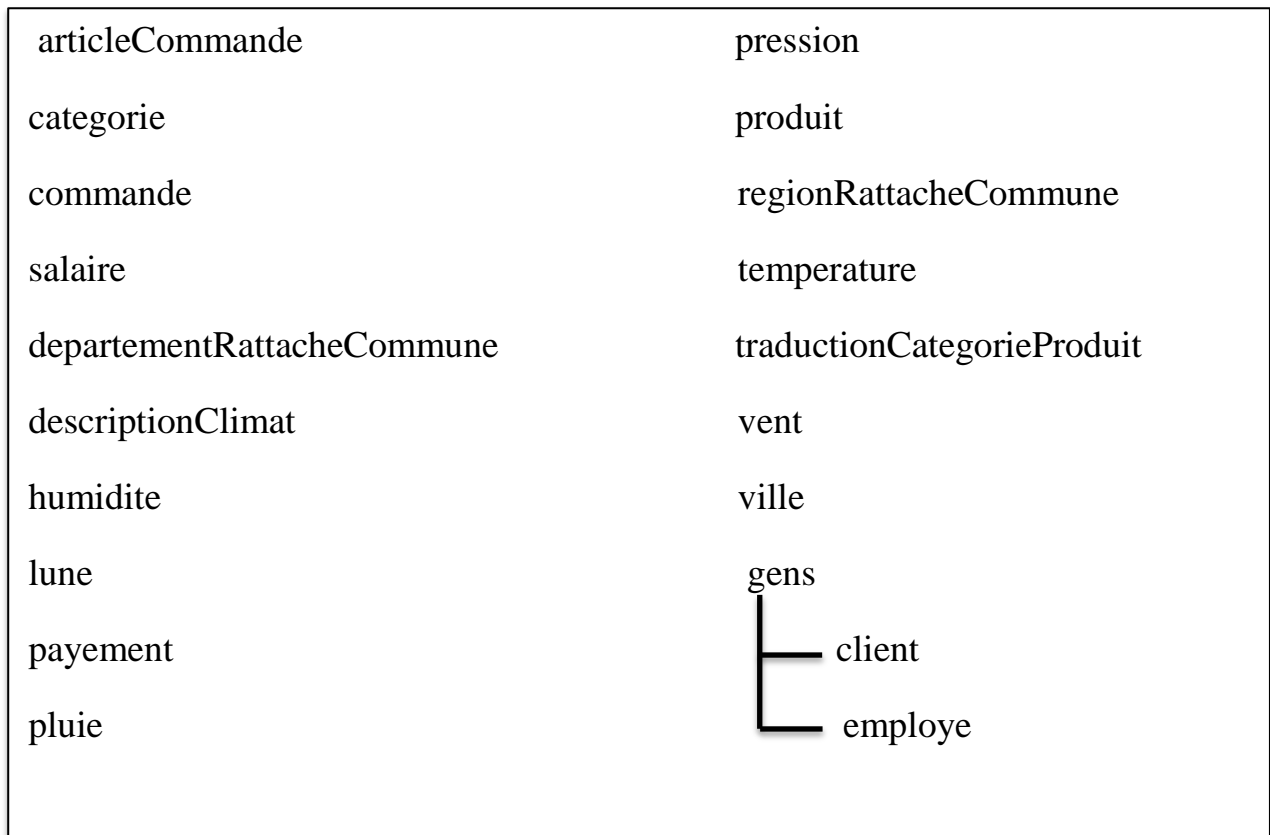 articleCommande
categorie
commande
salaire
departementRattacheCommune
descriptionClimat
humidite
lune
payement
pluie
pression
produit
regionRattacheCommune
temperature
traductionCategorieProduit
vent
ville
gens
client
employe